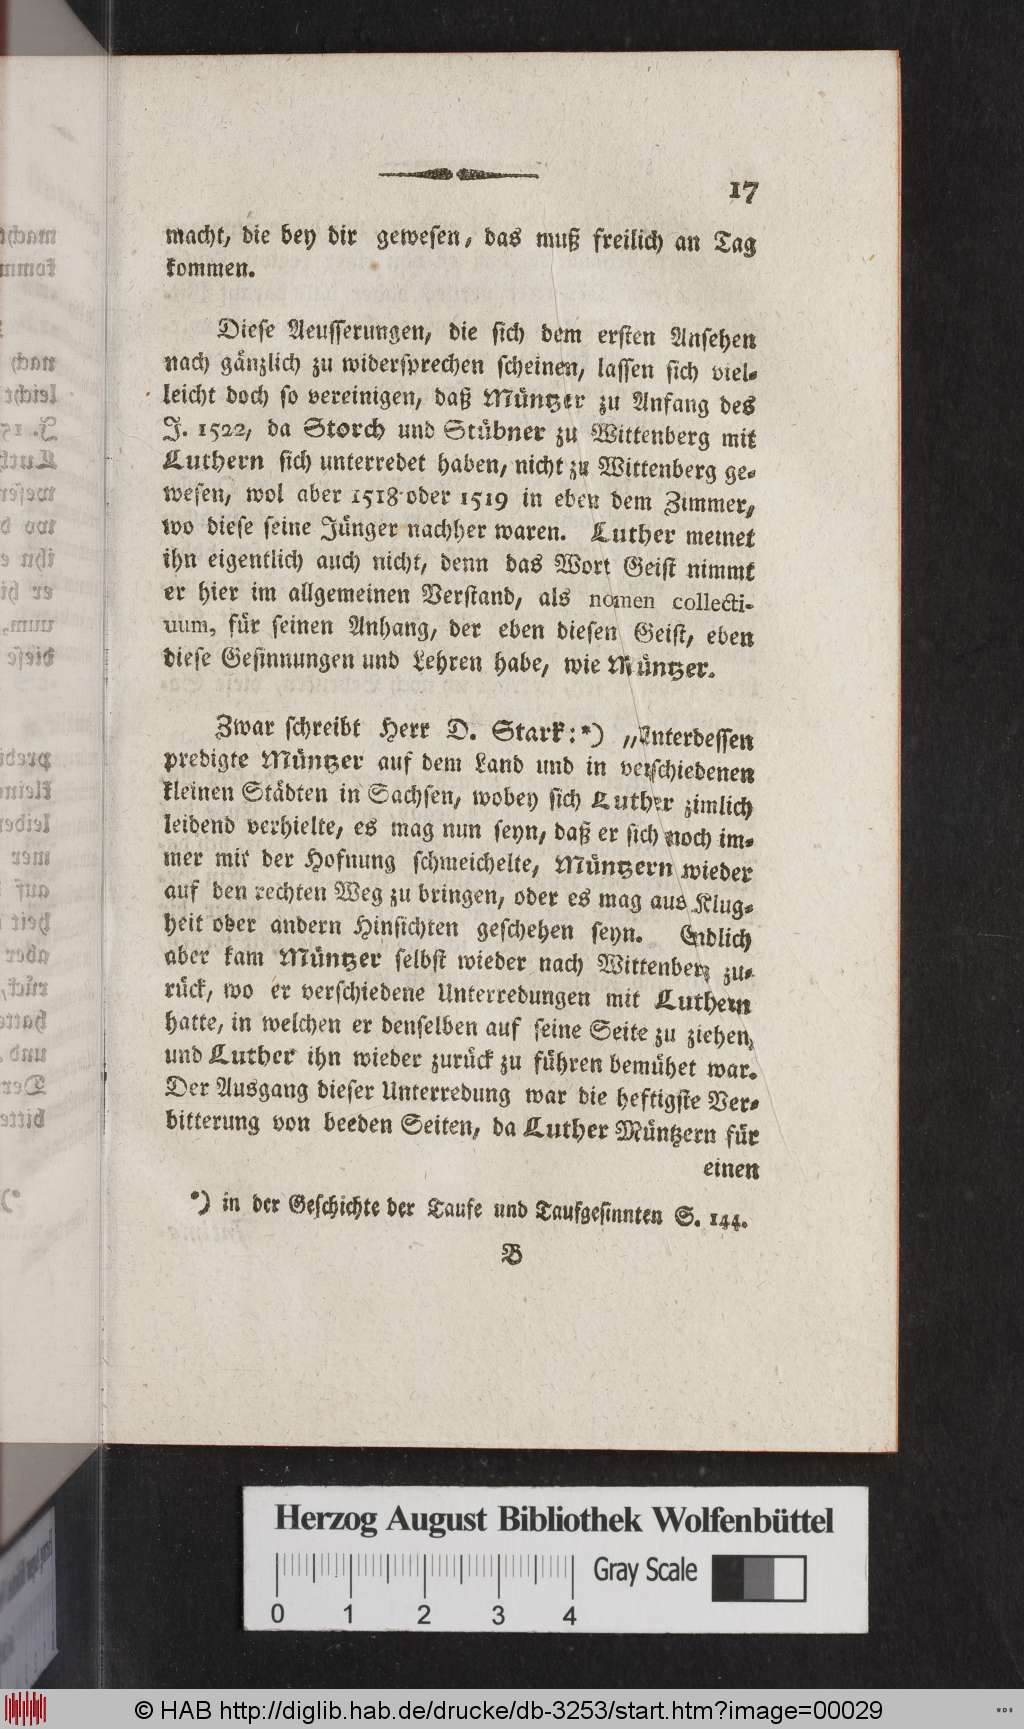 17
macht, die bey dir gewesen, das muß freilich an Tag
kommen.
Diese Aeusserungen, die sich dem ersten Ansehen
nach gänzlich zu widersprechen scheinen, lassen sich viel-
leicht doch so vereinigen, daß Müntzer zu Anfang des
J. 1522, da Storch und Stübner zu Wittenberg mit
Luthern sich unterredet haben, nicht zu Wittenberg ge-
wesen, wol aber 1518 oder 1519 in eben dem Zimmer,
wo diese seine Jünger nachher waren. Luther meinet
ihn eigentlich auch nicht, denn das Wort Geist nimmt
er hier im allgemeinen Verstand, als nomen collecti-
uum, für seinen Anhang, der eben diesen Geist, eben
diese Gesinnungen und Lehren habe, wie Müntzer.
Zwar schreibt Herr D. Stark:*) „Unterdessen
predigte Müntzer auf dem Land und in verschiedenen
kleinen Städten in Sachsen, wobey sich Luther zimlich
leidend verhielte, es mag nun seyn, daß er sich noch im-
mer mit der Hofnung schmeichelte, Müntzern wieder
auf den rechten Weg zu bringen, oder es mag aus Klug-
heit oder andern Hinsichten geschehen seyn. Endlich
aber kam Müntzer selbst wieder nach Wittenberg zu-
rück, wo er verschiedene Unterredungen mit Luthern
hatte, in welchen er denselben auf seine Seite zu ziehen,
und Luther ihn wieder zurück zu führen bemühet war.
Der Ausgang dieser Unterredung war die heftigste Ver-
bitterung von beeden Seiten, da Luther Müntzern für
einen
*) in der Geschichte der Taufe und Taufgesinnten S. 144.
B
Herzog August Bibliothek Wolfenbüttel
Gray Scale
0 1 2 3 4
© HAB http://diglib.hab.de/drucke/db-3253/start.htm?image=00029